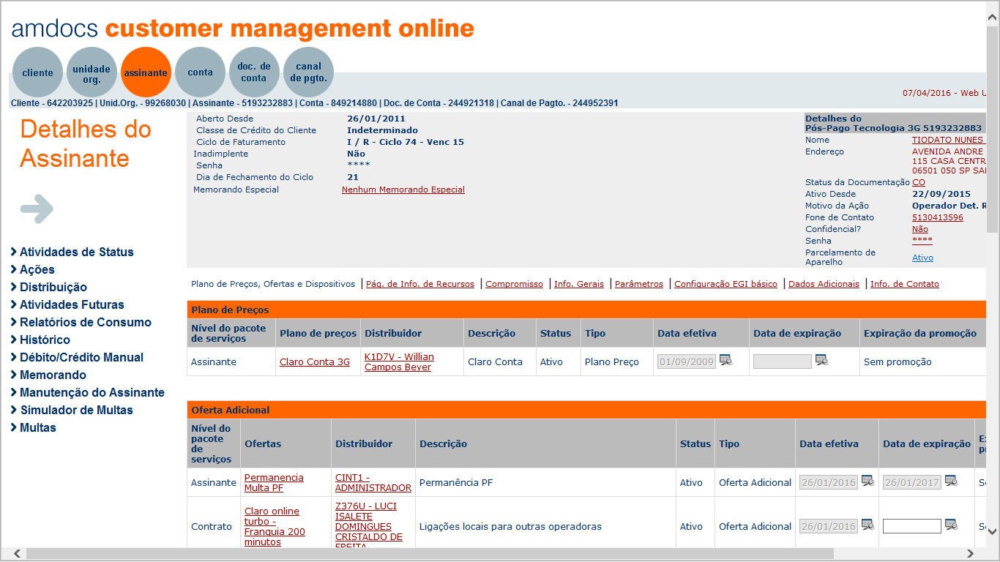 amdocs customer management online
cliente
unidade
org.
assinante
conta
doc. de
conta
canal
de pgto.
07/04/2016 - Web U
Cliente - 642203925 | Unid.Org. - 99268030 | Assinante - 5193232883 | Conta - 849214880 | Doc. de Conta - 244921318 | Canal de Pagto. - 244952391
Detalhes do
Assinante
Atividades de Status
Ações
Distribuição
Atividades Futuras
Relatórios de Consumo
Histórico
Débito/Crédito Manual
Memorando
Manutenção do Assinante
Simulador de Multas
Multas
Aberto Desde 26/01/2011
Classe de Crédito do Cliente Indeterminado
Ciclo de Faturamento I / R - Ciclo 74 - Venc 15
Inadimplente Não
Senha ****
Dia de Fechamento do Ciclo 21
Memorando Especial Nenhum Memorando Especial
Detalhes do
Pós-Pago Tecnologia 3G 5193232883
Nome TIODATO NUNES
Endereço AVENIDA ANDRE
115 CASA CENTR
06501 050 SP SA
Status da Documentação CO
Ativo Desde 22/09/2015
Motivo da Ação Operador Det. R
Fone de Contato 5130413596
Confidencial? Não
Senha ****
Parcelamento de
Aparelho Ativo
Plano de Preços, Ofertas e Dispositivos | Pág. de Info. de Recursos | Compromisso | Info. Gerais | Parâmetros | Configuração EGI básico | Dados Adicionais | Info. de Contato
Plano de Preços
Nível do pacote
de serviços Plano de preços Distribuidor Descrição Status Tipo Data efetiva Data de expiração Expiração da promoção
Assinante Claro Conta 3G K1D7V - Willian
Campos Beyer Claro Conta Ativo Plano Preço 01/09/2009 Sem promoção
Oferta Adicional
Nível do
pacote
de
serviços Ofertas Distribuidor Descrição Status Tipo Data efetiva Data de expiração
Assinante Permanencia
Multa PF CINT1 -
ADMINISTRADOR Permanência PF Ativo Oferta Adicional 26/01/2016 26/01/2017
Contrato Claro online
turbo -
Franquia 200
minutos Z376U - LUCI
ISALETE
DOMINGUES
CRISTALDO DE
FREITA Ligações locais para outras operadoras Ativo Oferta Adicional 26/01/2016